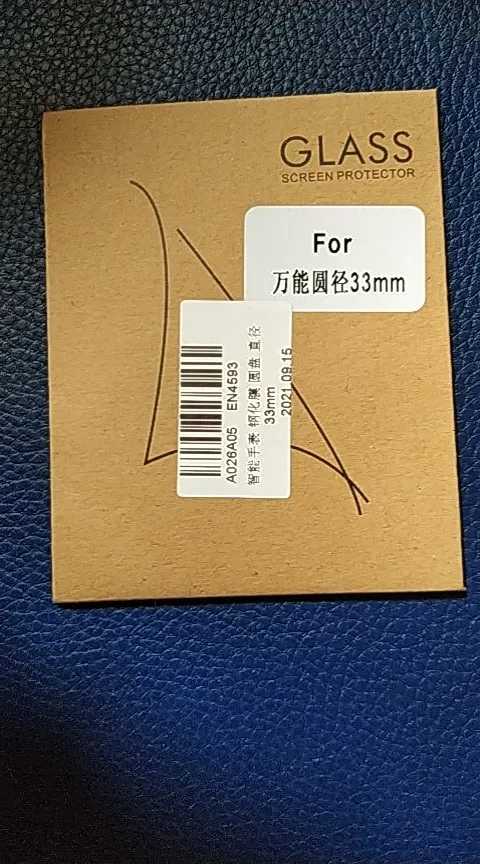 GLASS
SCREEN PROTECTOR
For
万能圆径33mm
A026A05 EN4593
智能手表 钢化膜 圆盘 直径
33mm
2021.09.15